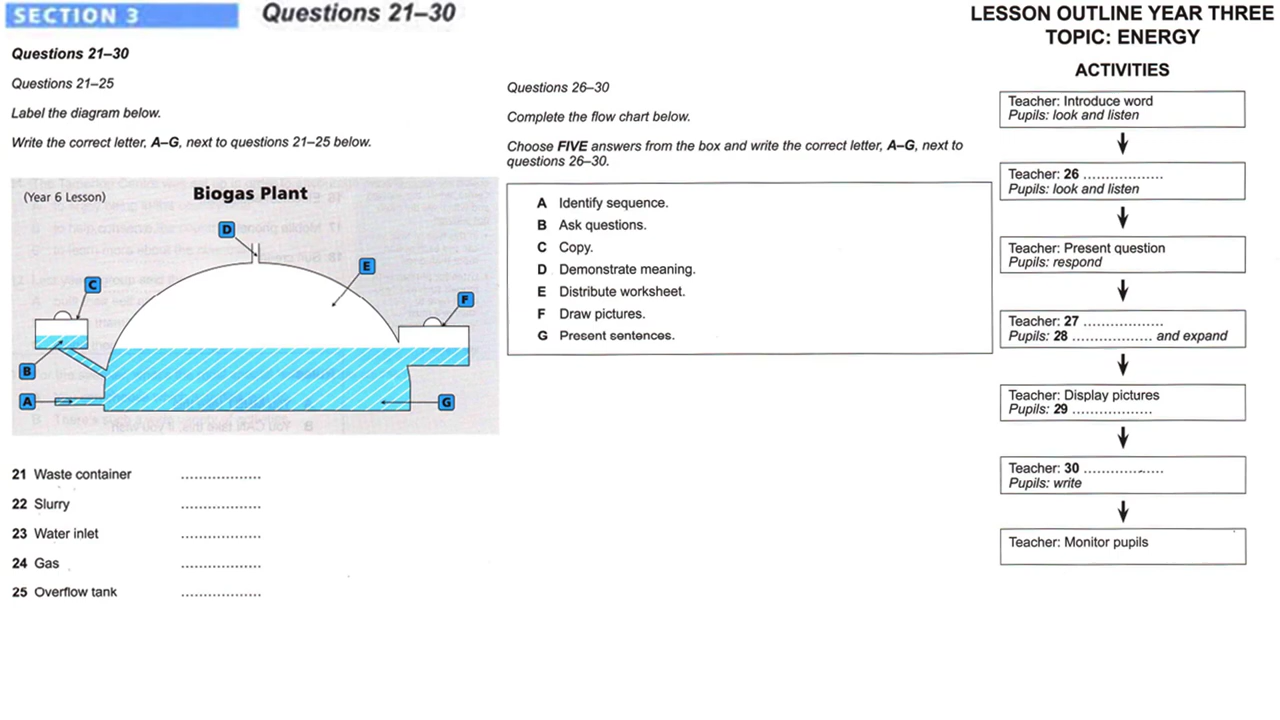 SECTION 3
Questions 21–30
Questions 21–30
Questions 21–25
Label the diagram below.
Write the correct letter, A–G, next to questions 21–25 below.
(Year 6 Lesson)
Biogas Plant
D
E
C
F
B
A
G
21 Waste container ..................
22 Slurry ..................
23 Water inlet ..................
24 Gas ..................
25 Overflow tank ..................
Questions 26–30
Complete the flow chart below.
Choose FIVE answers from the box and write the correct letter, A–G, next to
questions 26–30.
A Identify sequence.
B Ask questions.
C Copy.
D Demonstrate meaning.
E Distribute worksheet.
F Draw pictures.
G Present sentences.
LESSON OUTLINE YEAR THREE
TOPIC: ENERGY
ACTIVITIES
Teacher: Introduce word
Pupils: look and listen
Teacher: 26 ..................
Pupils: look and listen
Teacher: Present question
Pupils: respond
Teacher: 27 ..................
Pupils: 28 .................. and expand
Teacher: Display pictures
Pupils: 29 ..................
Teacher: 30 ..................
Pupils: write
Teacher: Monitor pupils